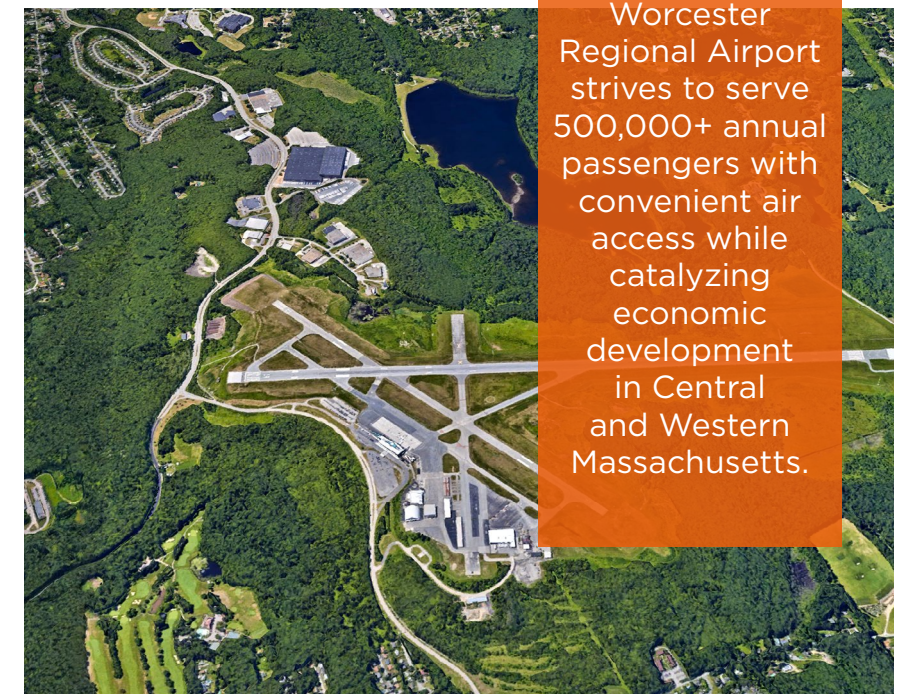 Worcester
Regional Airport
strives to serve
500,000+ annual
passengers with
convenient air
access while
catalyzing
economic
development
in Central
and Western
Massachusetts.